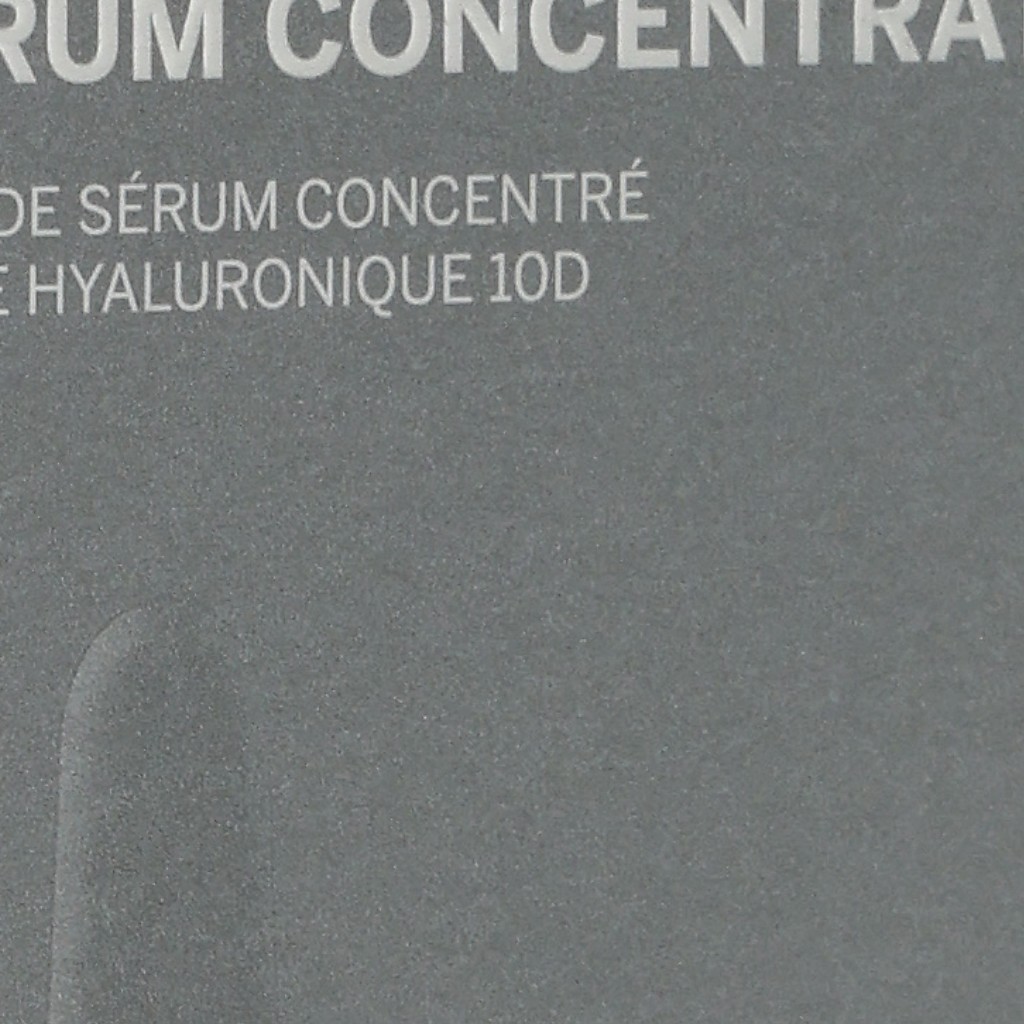 RUM CONCENTRA
DE SÉRUM CONCENTRÉ
E HYALURONIQUE 10D